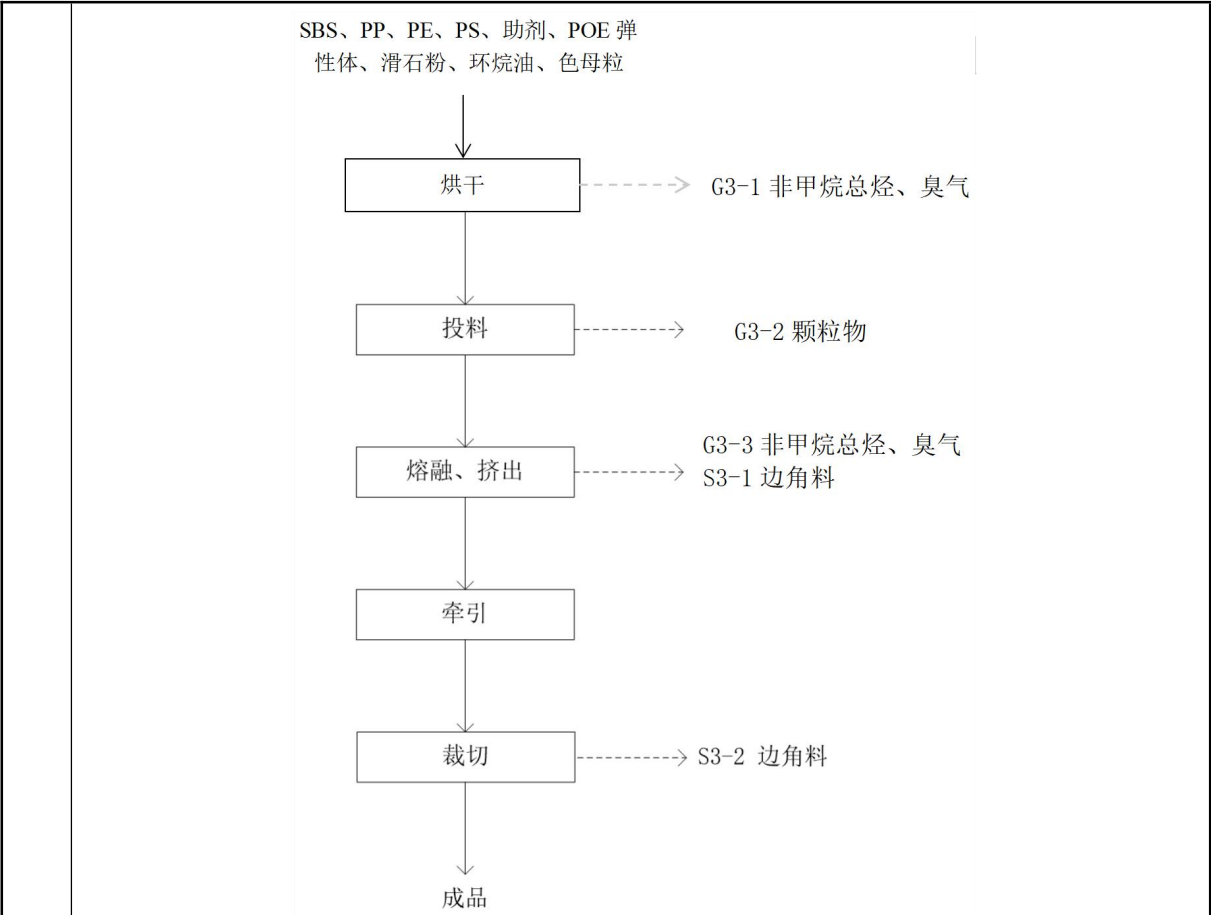 SBS、PP、PE、PS、助剂、POE 弹
性体、滑石粉、环烷油、色母粒
烘干
G3-1 非甲烷总烃、臭气
投料
G3-2 颗粒物
G3-3 非甲烷总烃、臭气
熔融、挤出
S3-1 边角料
牵引
裁切
S3-2 边角料
成品